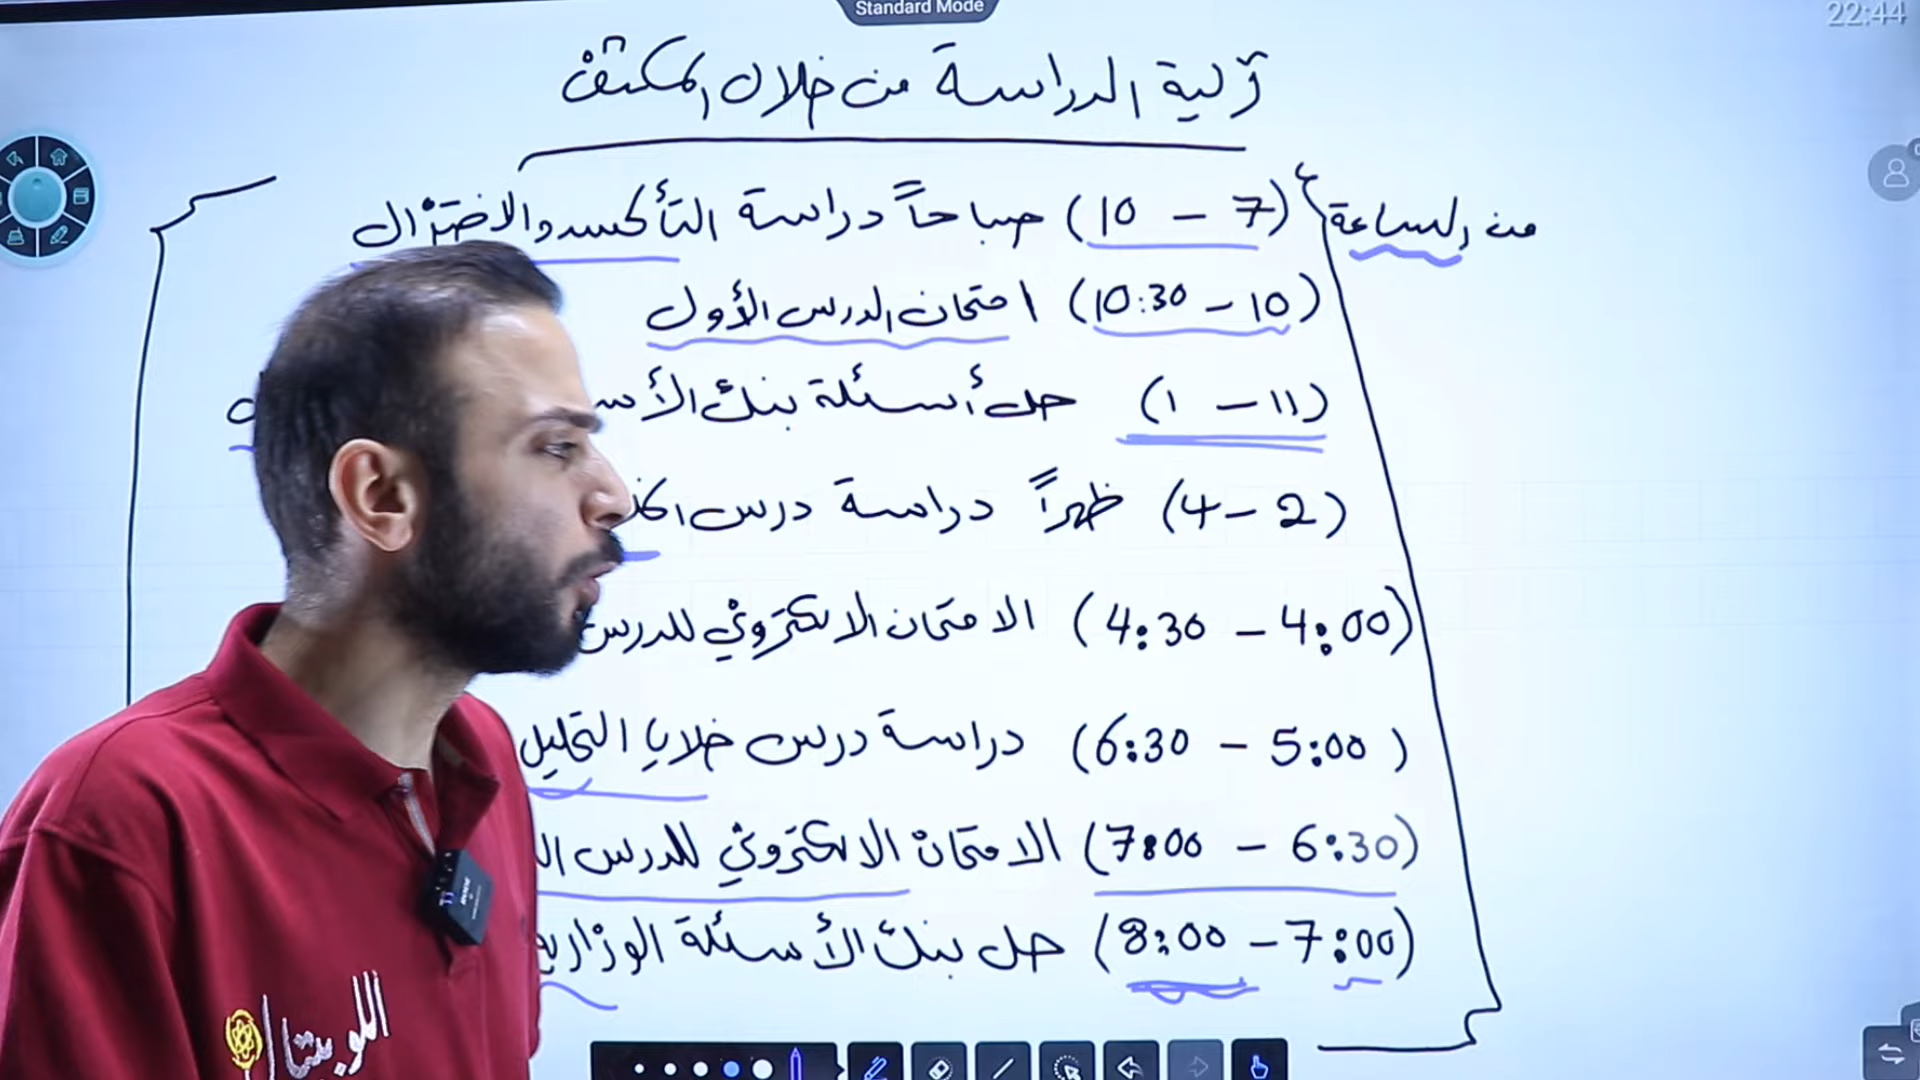 Standard Mode
22:44
آلية الدراسة من خلال المكثف
من الساعة (7 – 10) صباحاً دراسة التأكسد والاختزال
(10 – 10:30) امتحان الدرس الأول
(11 – 1) حل أسئلة بنك
(2 – 4) ظهراً دراسة درس
(4:00 – 4:30) الامتحان الالكتروني للدرس
(5:00 – 6:30) دراسة درس خلايا التحليل
(6:30 – 7:00) الامتحان الالكتروني للدرس
(7:00 – 8:00) حل بنك الأسئلة الوزارية
اللوبيتال